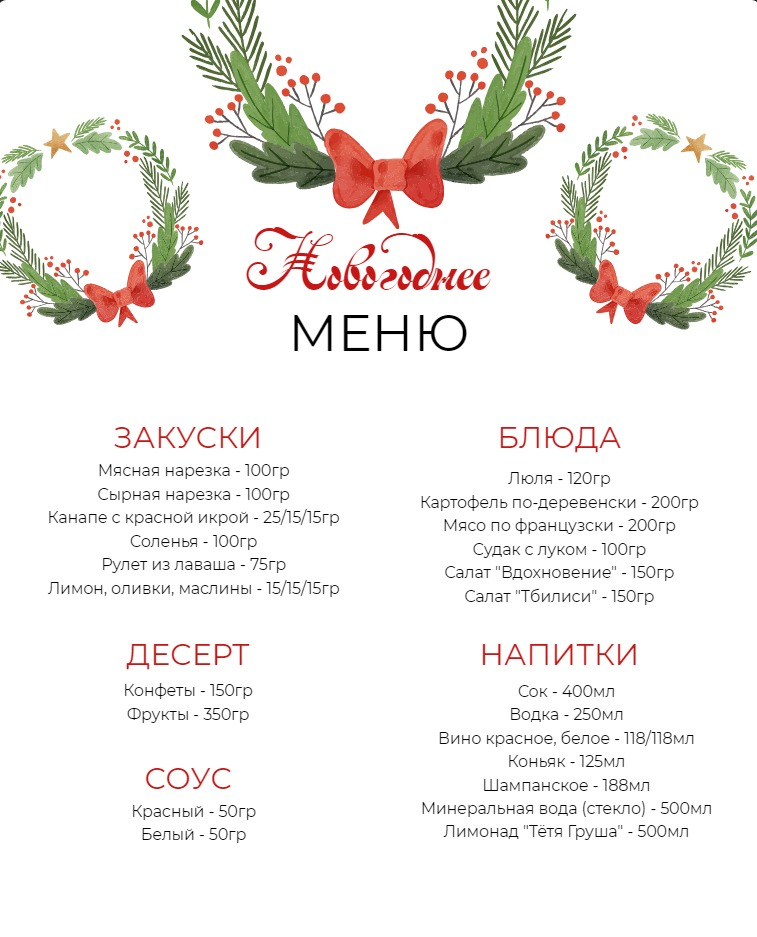 Новогоднее
МЕНЮ
ЗАКУСКИ
Мясная нарезка - 100гр
Сырная нарезка - 100гр
Канапе с красной икрой - 25/15/15гр
Соленья - 100гр
Рулет из лаваша - 75гр
Лимон, оливки, маслины - 15/15/15гр
ДЕСЕРТ
Конфеты - 150гр
Фрукты - 350гр
СОУС
Красный - 50гр
Белый - 50гр
БЛЮДА
Люля - 120гр
Картофель по-деревенски - 200гр
Мясо по французски - 200гр
Судак с луком - 100гр
Салат "Вдохновение" - 150гр
Салат "Тбилиси" - 150гр
НАПИТКИ
Сок - 400мл
Водка - 250мл
Вино красное, белое - 118/118мл
Коньяк - 125мл
Шампанское - 188мл
Минеральная вода (стекло) - 500мл
Лимонад "Тётя Груша" - 500мл